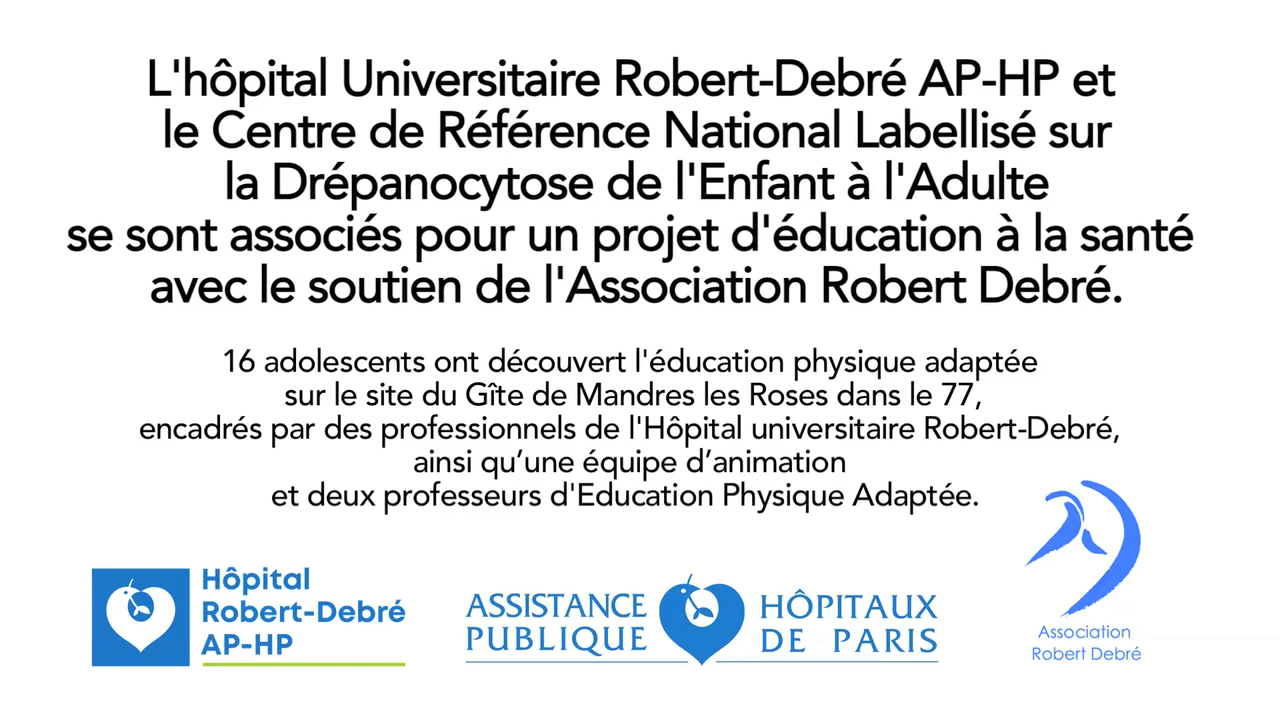 L'hôpital Universitaire Robert-Debré AP-HP et
le Centre de Référence National Labellisé sur
la Drépanocytose de l'Enfant à l'Adulte
se sont associés pour un projet d'éducation à la santé
avec le soutien de l'Association Robert Debré.
16 adolescents ont découvert l'éducation physique adaptée
sur le site du Gîte de Mandres les Roses dans le 77,
encadrés par des professionnels de l'Hôpital universitaire Robert-Debré,
ainsi qu’une équipe d’animation
et deux professeurs d'Education Physique Adaptée.
Hôpital
Robert-Debré
AP-HP
ASSISTANCE
PUBLIQUE
HÔPITAUX
DE PARIS
Association
Robert Debré